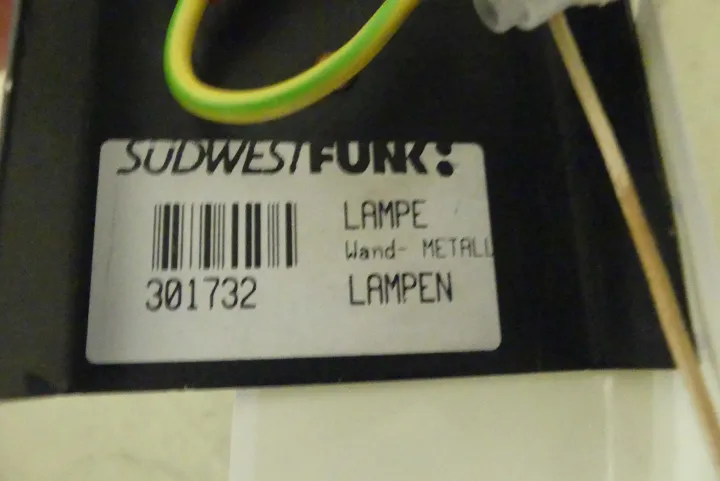 SÜDWESTFUNK:
LAMPE
Wand- METALL
301732
LAMPEN